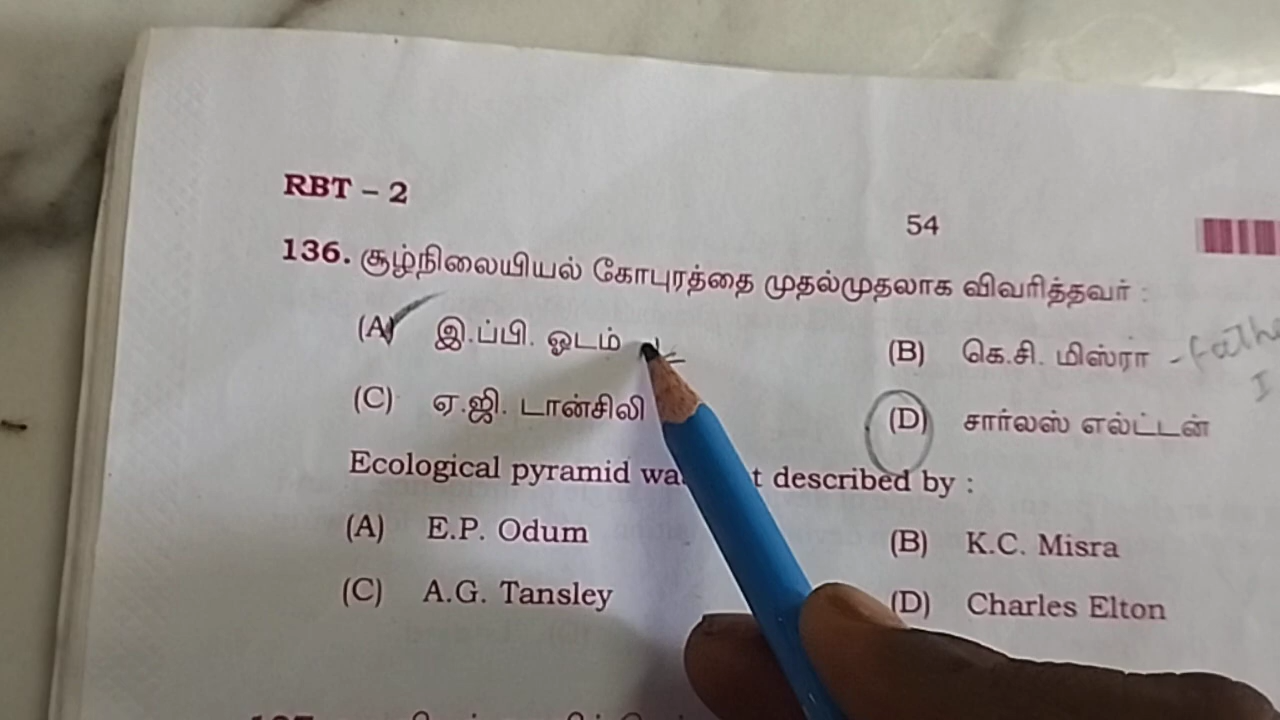 RBT – 2
54
136. சூழ்நிலையியல் கோபுரத்தை முதல்முதலாக விவரித்தவர் :
(A) இ.ப்பி. ஓடம் (B) கெ.சி. மிஸ்ரா -
(C) ஏ.ஜி. டான்சிலி (D) சார்லஸ் எல்ட்டன்
Ecological pyramid described by :
(A) E.P. Odum (B) K.C. Misra
(C) A.G. Tansley (D) Charles Elton